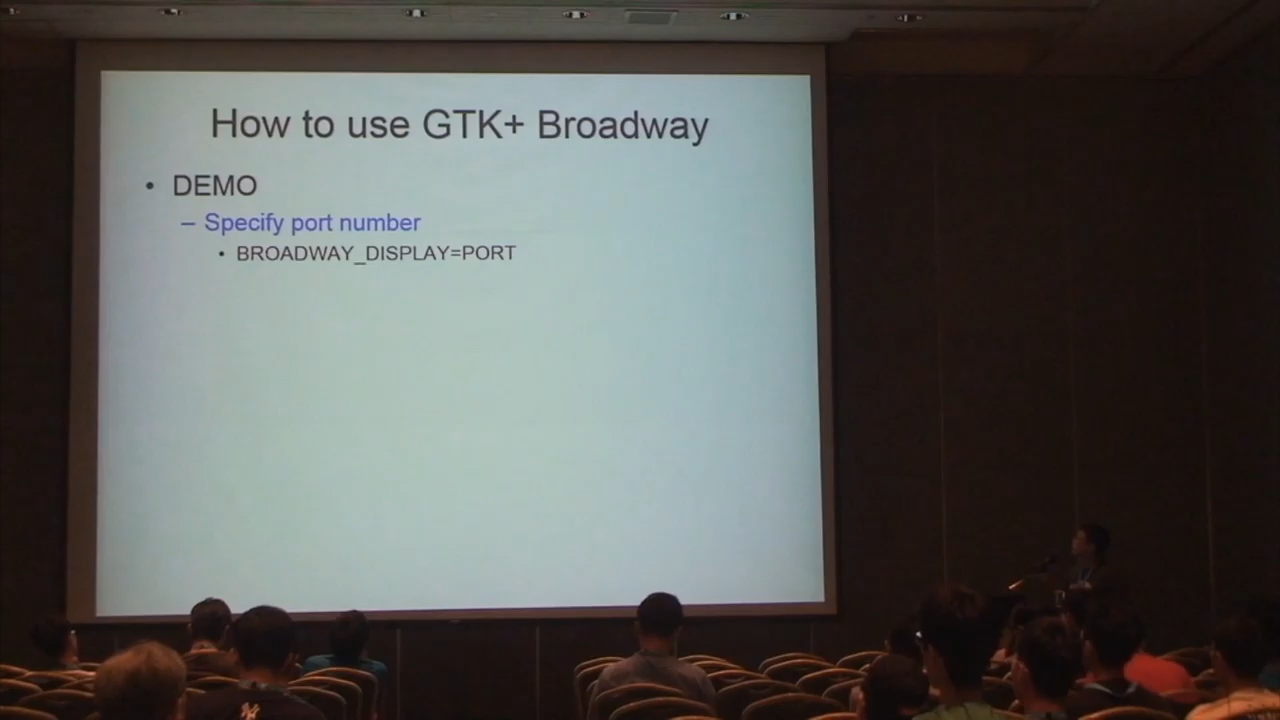 How to use GTK+ Broadway
• DEMO
– Specify port number
• BROADWAY_DISPLAY=PORT